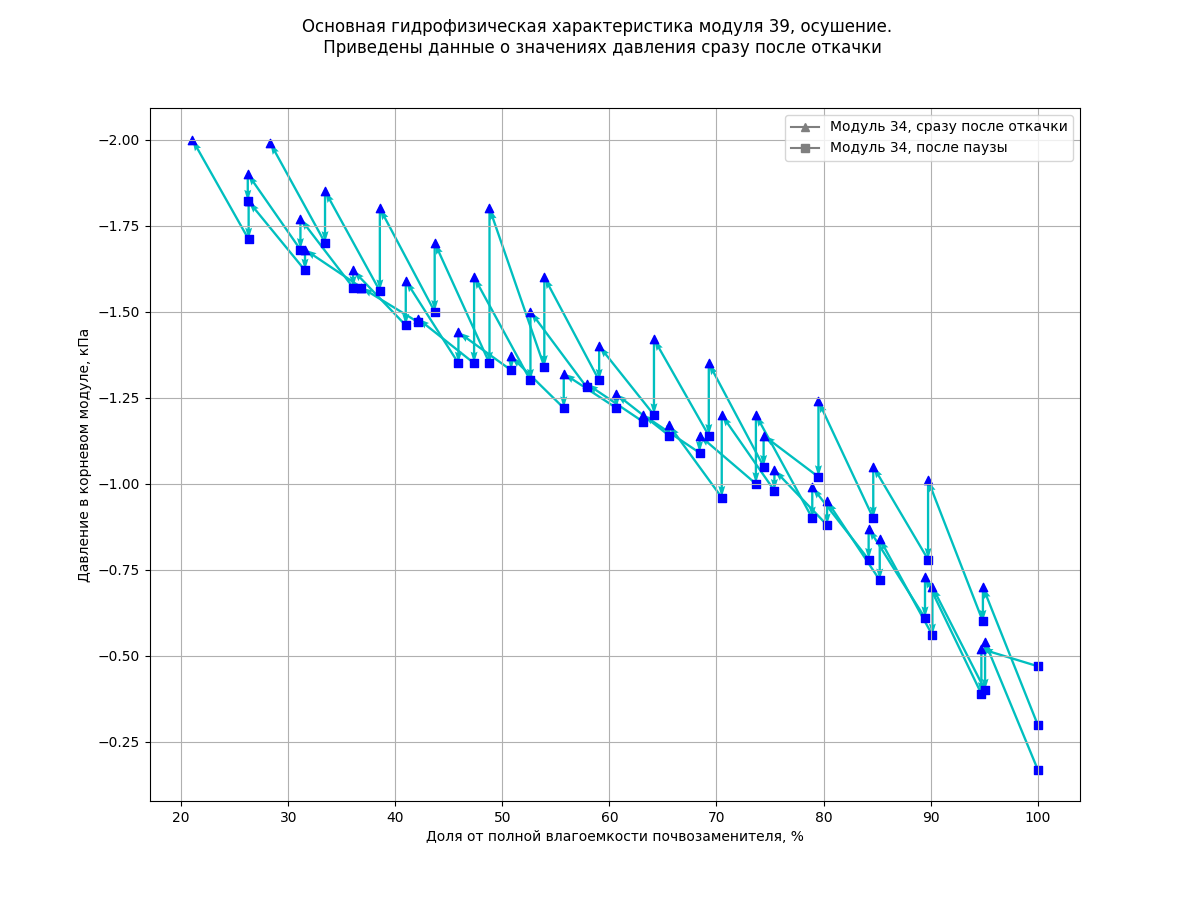 Основная гидрофизическая характеристика модуля 39, осушение.
Приведены данные о значениях давления сразу после откачки
Модуль 34, сразу после откачки
Модуль 34, после паузы
Давление в корневом модуле, кПа
−2.00
−1.75
−1.50
−1.25
−1.00
−0.75
−0.50
−0.25
20 30 40 50 60 70 80 90 100
Доля от полной влагоемкости почвозаменителя, %